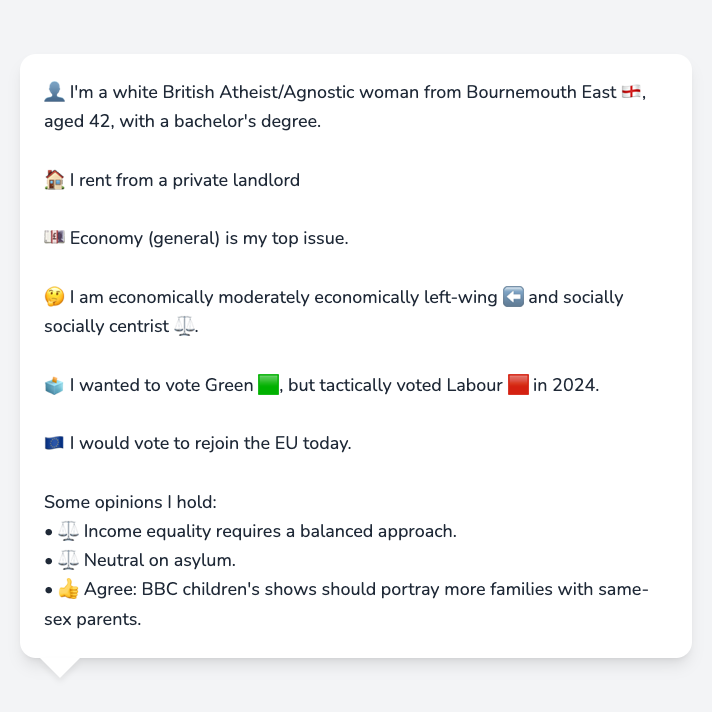 👤 I'm a white British Atheist/Agnostic woman from Bournemouth East 🏴󠁧󠁢󠁥󠁮󠁧󠁿,
aged 42, with a bachelor's degree.
🏠 I rent from a private landlord
💷 Economy (general) is my top issue.
🤔 I am economically moderately economically left-wing ⬅️ and socially
socially centrist ⚖️.
🗳️ I wanted to vote Green 🟩, but tactically voted Labour 🟥 in 2024.
🇪🇺 I would vote to rejoin the EU today.
Some opinions I hold:
• ⚖️ Income equality requires a balanced approach.
• ⚖️ Neutral on asylum.
• 👍 Agree: BBC children's shows should portray more families with same-
sex parents.